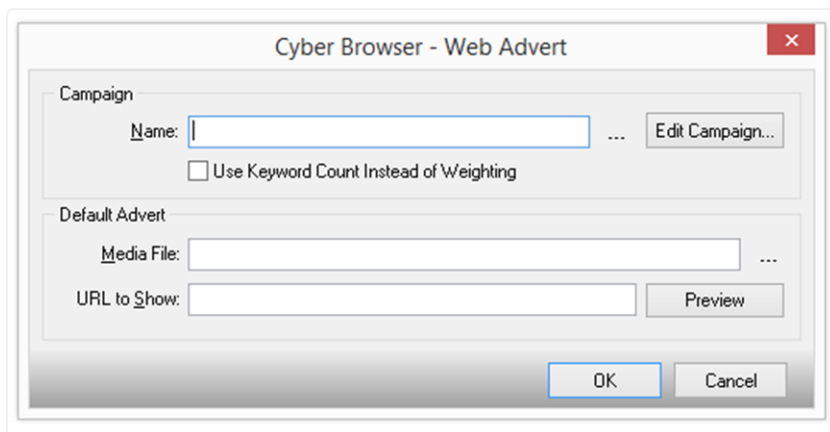 Cyber Browser - Web Advert
Campaign
Name:
... Edit Campaign...
Use Keyword Count Instead of Weighting
Default Advert
Media File:
...
URL to Show:
Preview
OK Cancel